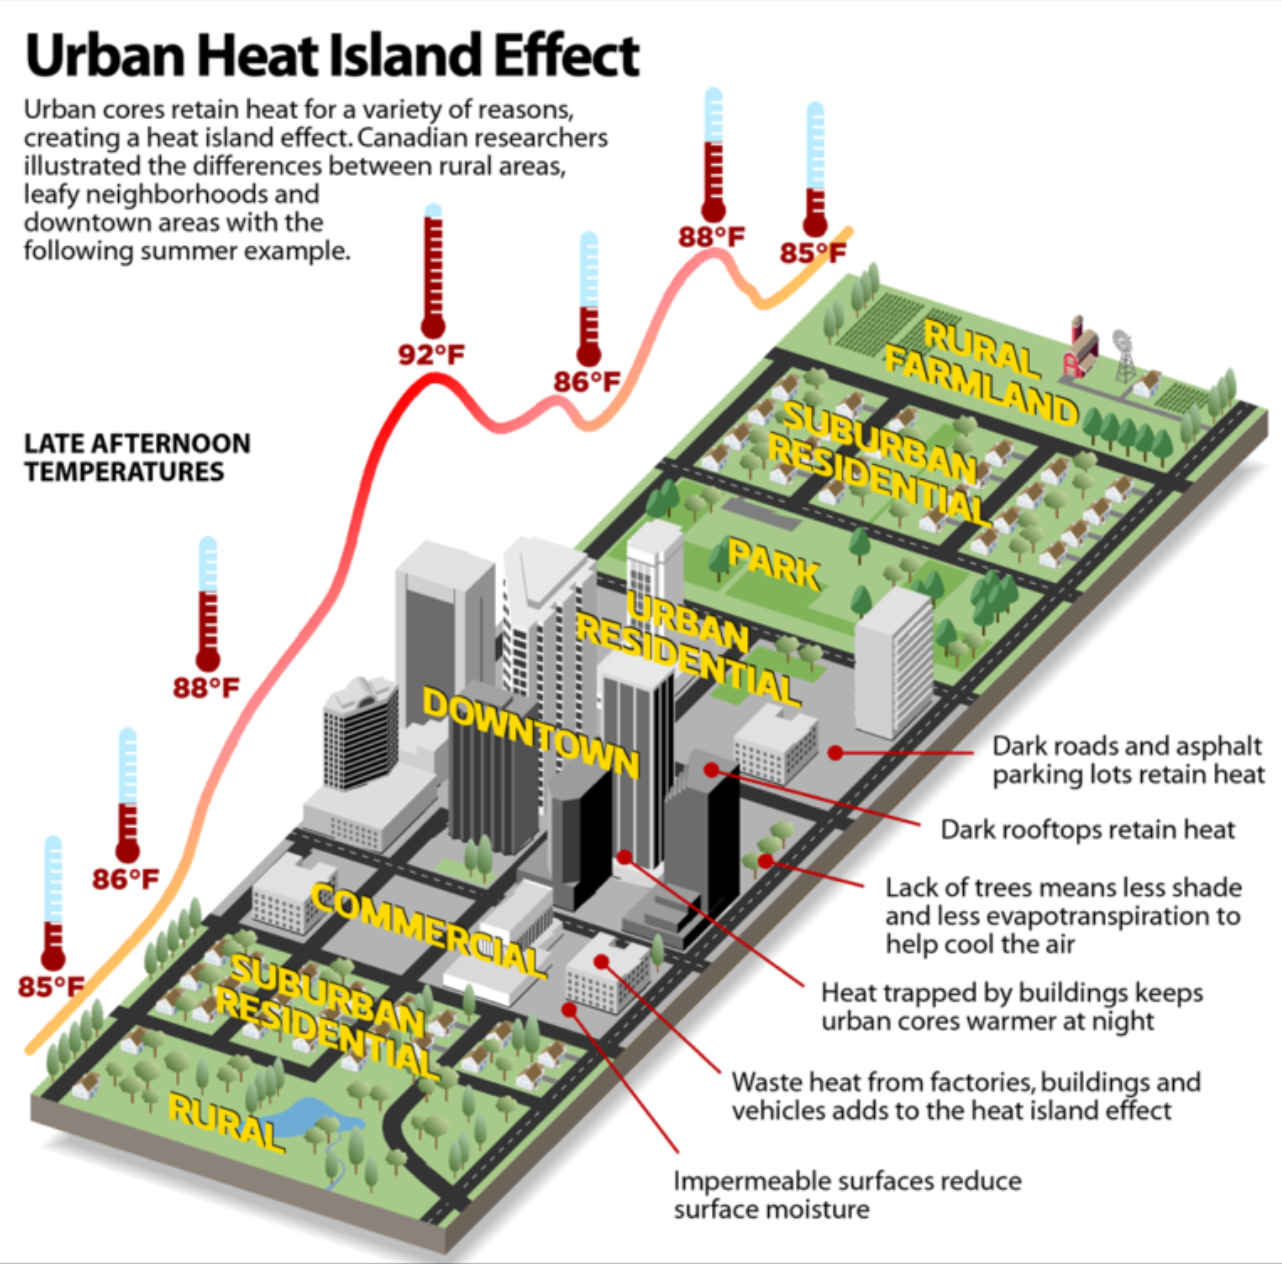 Urban Heat Island Effect
Urban cores retain heat for a variety of reasons,
creating a heat island effect. Canadian researchers
illustrated the differences between rural areas,
leafy neighborhoods and
downtown areas with the
following summer example.
88°F
85°F
92°F
86°F
LATE AFTERNOON
TEMPERATURES
88°F
86°F
85°F
RURAL
FARMLAND
SUBURBAN
RESIDENTIAL
PARK
URBAN
RESIDENTIAL
DOWNTOWN
COMMERCIAL
SUBURBAN
RESIDENTIAL
RURAL
Dark roads and asphalt
parking lots retain heat
Dark rooftops retain heat
Lack of trees means less shade
and less evapotranspiration to
help cool the air
Heat trapped by buildings keeps
urban cores warmer at night
Waste heat from factories, buildings and
vehicles adds to the heat island effect
Impermeable surfaces reduce
surface moisture